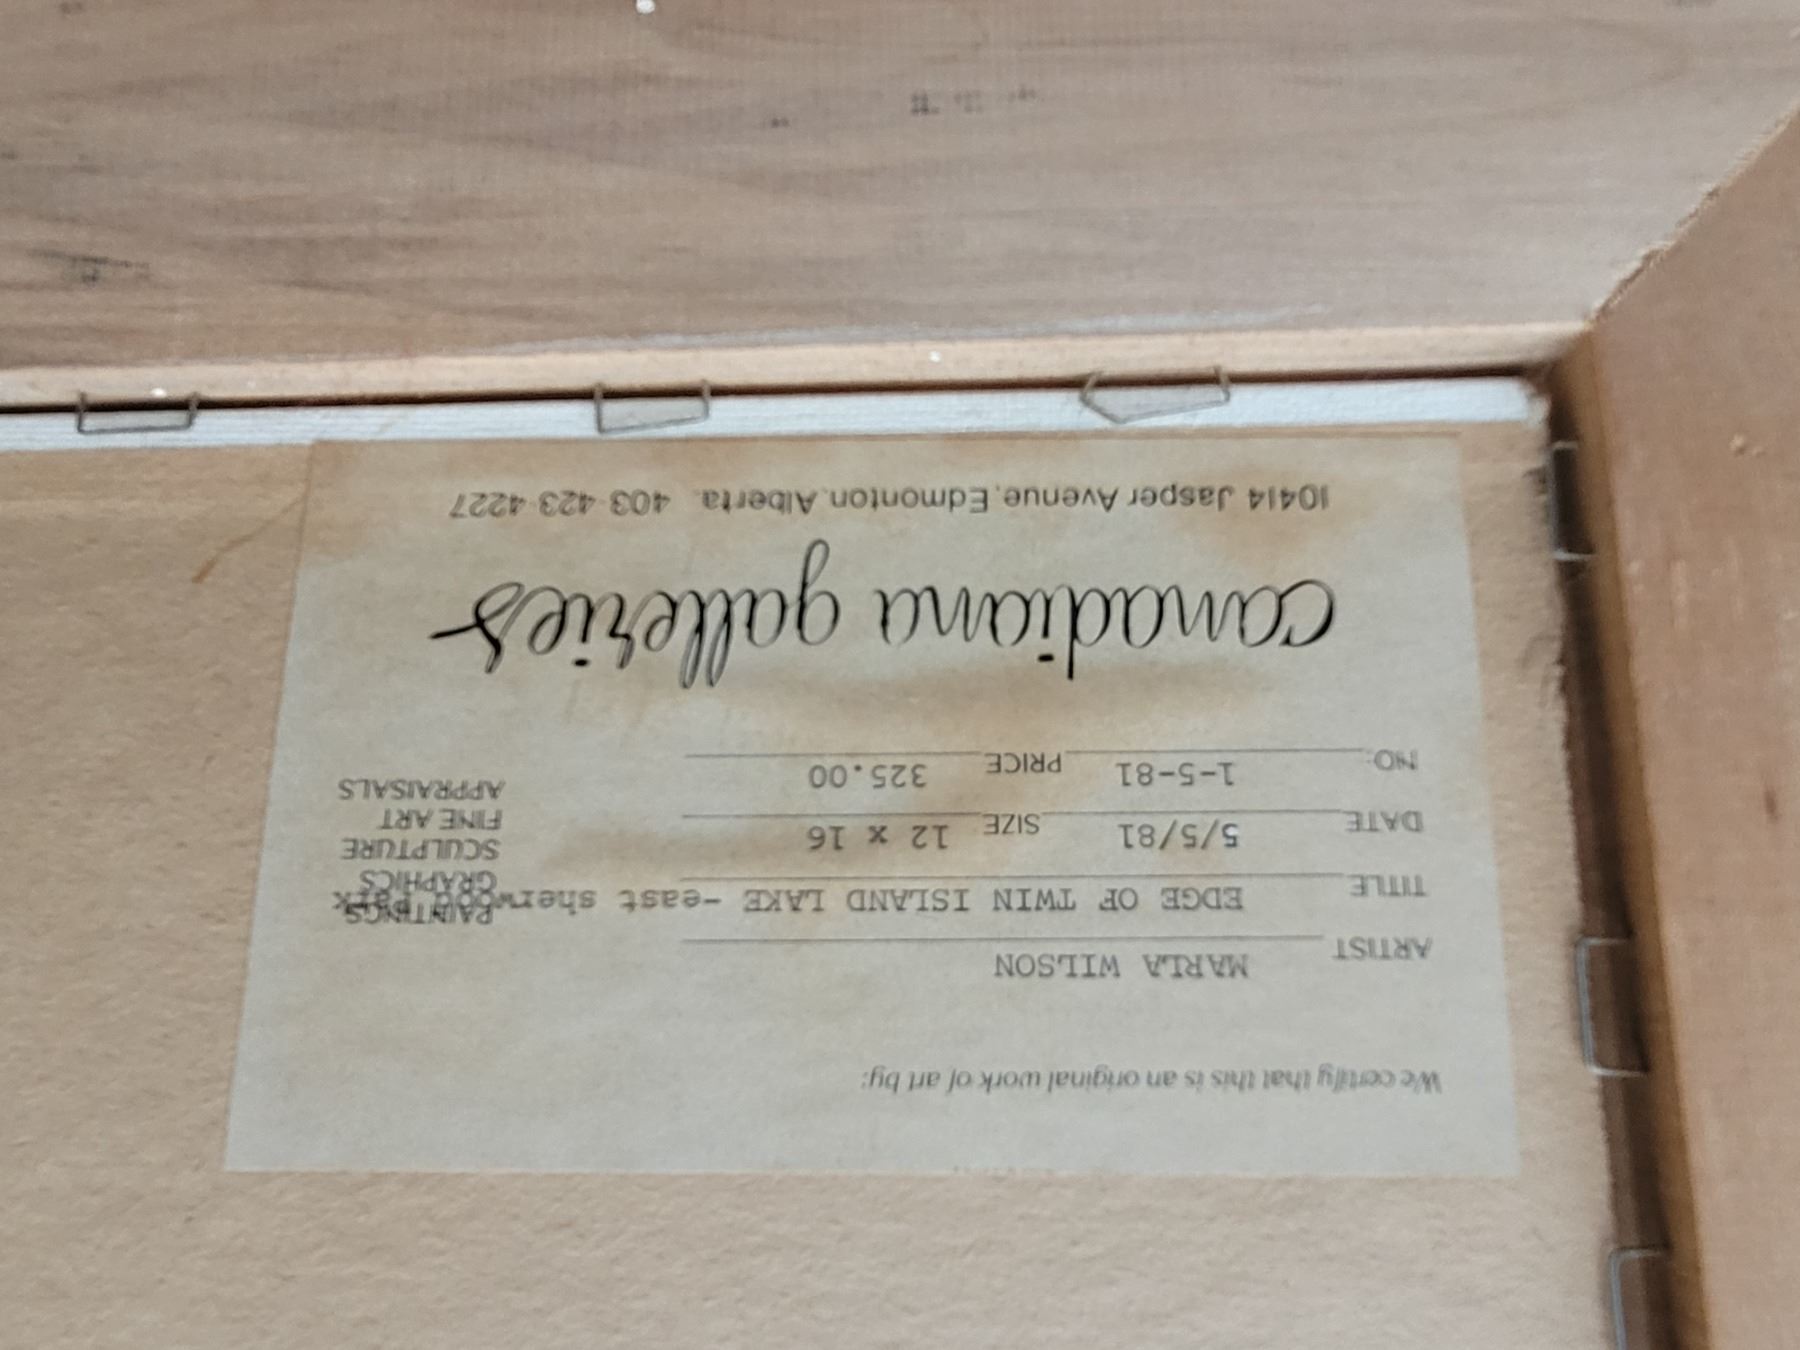 We certify that this is an original work of art by:
ARTIST MARLA WILSON
TITLE EDGE OF TWIN ISLAND LAKE -east sherwood Park
DATE 5/5/81 SIZE 12 x 16
NO. 1-5-81 PRICE 325.00
PAINTINGS
GRAPHICS
SCULPTURE
FINE ART
APPRAISALS
canadiana galleries
10414 Jasper Avenue, Edmonton, Alberta. 403-423-4227